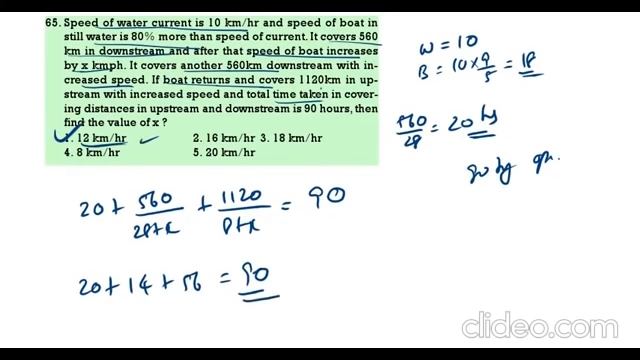 65. Speed of water current is 10 km/hr and speed of boat in
still water is 80% more than speed of current. It covers 560
km in downstream and after that speed of boat increases
by x kmph. It covers another 560km downstream with in-
creased speed. If boat returns and covers 1120km in up-
stream with increased speed and total time taken in cover-
ing distances in upstream and downstream is 90 hours, then
find the value of x ?
1. 12 km/hr 2. 16 km/hr 3. 18 km/hr
4. 8 km/hr 5. 20 km/hr
W = 10
B = 10 × 9/5 = 18
560/28 = 20 hs
20 + 560/28+x + 1120/8+x = 90
20 + 14 + 56 = 90
clideo.com